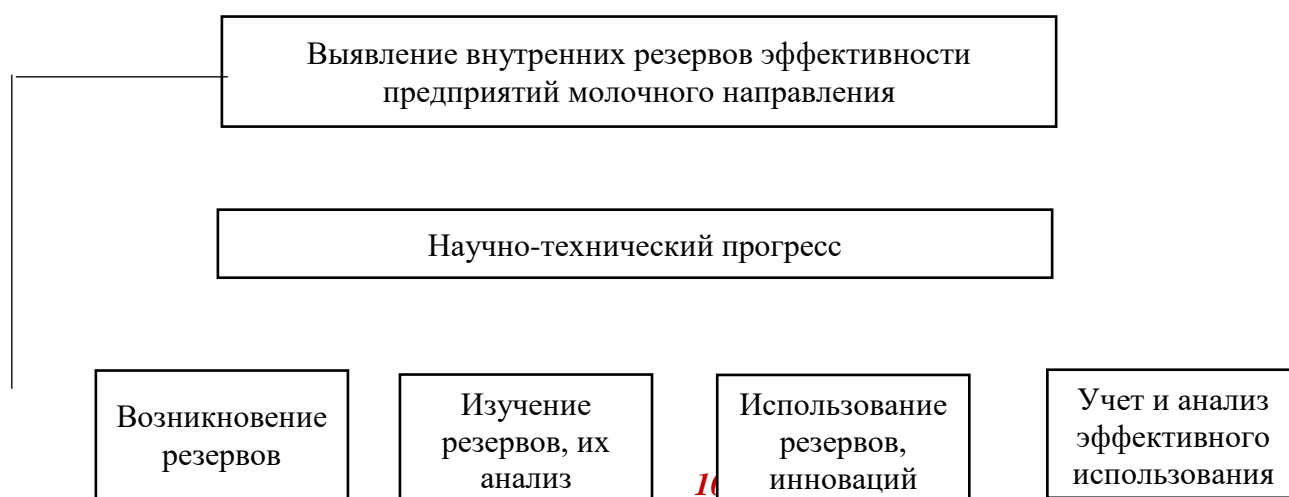 Выявление внутренних резервов эффективности
предприятий молочного направления
Научно-технический прогресс
Возникновение
резервов
Изучение
резервов, их
анализ
Использование
резервов,
инноваций
Учет и анализ
эффективного
использования